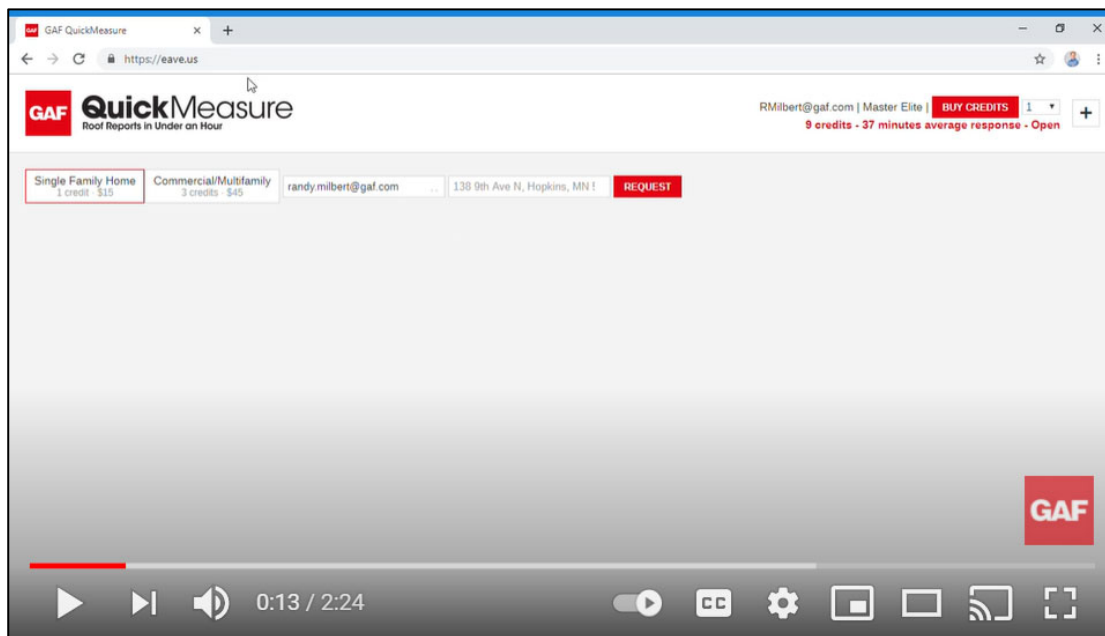 GAF QuickMeasure
https://eave.us
GAF QuickMeasure
Roof Reports in Under an Hour
RMilbert@gaf.com | Master Elite | BUY CREDITS 1
9 credits - 37 minutes average response - Open
Single Family Home
1 credit - $15
Commercial/Multifamily
3 credits - $45
randy.milbert@gaf.com
138 9th Ave N, Hopkins, MN
REQUEST
GAF
0:13 / 2:24
CC